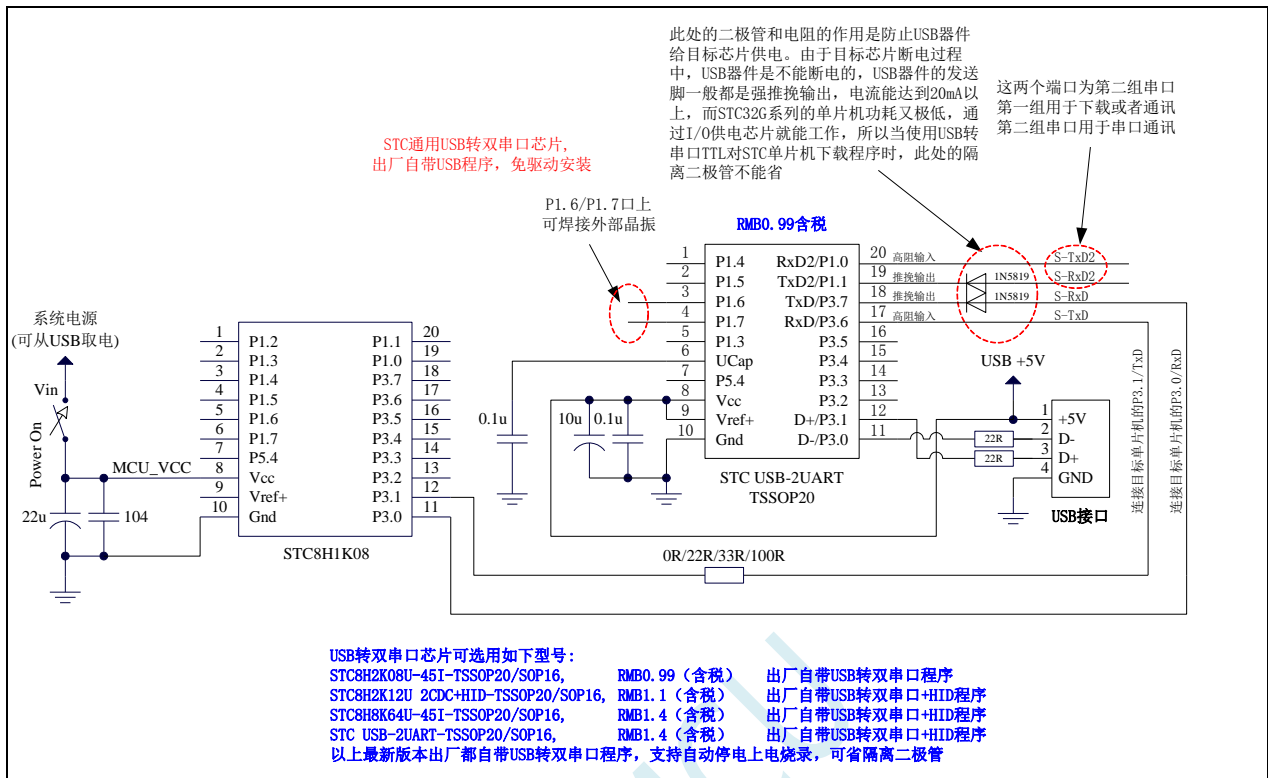 此处的二极管和电阻的作用是防止USB器件
给目标芯片供电。由于目标芯片断电过程
中，USB器件是不能断电的，USB器件的发送
脚一般都是强推挽输出，电流能达到20mA以
上，而STC32G系列的单片机功耗又极低，通
过I/O供电芯片就能工作，所以当使用USB转
串口TTL对STC单片机下载程序时，此处的隔
离二极管不能省
这两个端口为第二组串口
第一组用于下载或者通讯
第二组串口用于串口通讯
STC通用USB转双串口芯片,
出厂自带USB程序，免驱动安装
P1.6/P1.7口上
可焊接外部晶振
RMB0.99含税
1 P1.4 RxD2/P1.0 20 高阻输入 S-TxD2
2 P1.5 TxD2/P1.1 19 推挽输出 1N5819 S-RxD2
3 P1.6 TxD/P3.7 18 推挽输出 1N5819 S-RxD
4 P1.7 RxD/P3.6 17 高阻输入 S-TxD
5 P1.3 P3.5 16
6 UCap P3.4 15
7 P5.4 P3.3 14
8 Vcc P3.2 13
9 Vref+ D+/P3.1 12
10 Gnd D-/P3.0 11
STC USB-2UART
TSSOP20
0.1u
10u
0.1u
22R
22R
USB +5V
1 +5V
2 D-
3 D+
4 GND
USB接口
连接目标单片机的P3.1/TxD
连接目标单片机的P3.0/RxD
系统电源
(可从USB取电)
Vin
Power On
MCU_VCC
22u
104
1 P1.2 P1.1 20
2 P1.3 P1.0 19
3 P1.4 P3.7 18
4 P1.5 P3.6 17
5 P1.6 P3.5 16
6 P1.7 P3.4 15
7 P5.4 P3.3 14
8 Vcc P3.2 13
9 Vref+ P3.1 12
10 Gnd P3.0 11
STC8H1K08
0R/22R/33R/100R
USB转双串口芯片可选用如下型号:
STC8H2K08U-45I-TSSOP20/SOP16, RMB0.99（含税） 出厂自带USB转双串口程序
STC8H2K12U 2CDC+HID-TSSOP20/SOP16, RMB1.1（含税） 出厂自带USB转双串口+HID程序
STC8H8K64U-45I-TSSOP20/SOP16, RMB1.4（含税） 出厂自带USB转双串口+HID程序
STC USB-2UART-TSSOP20/SOP16, RMB1.4（含税） 出厂自带USB转双串口+HID程序
以上最新版本出厂都自带USB转双串口程序，支持自动停电上电烧录，可省隔离二极管